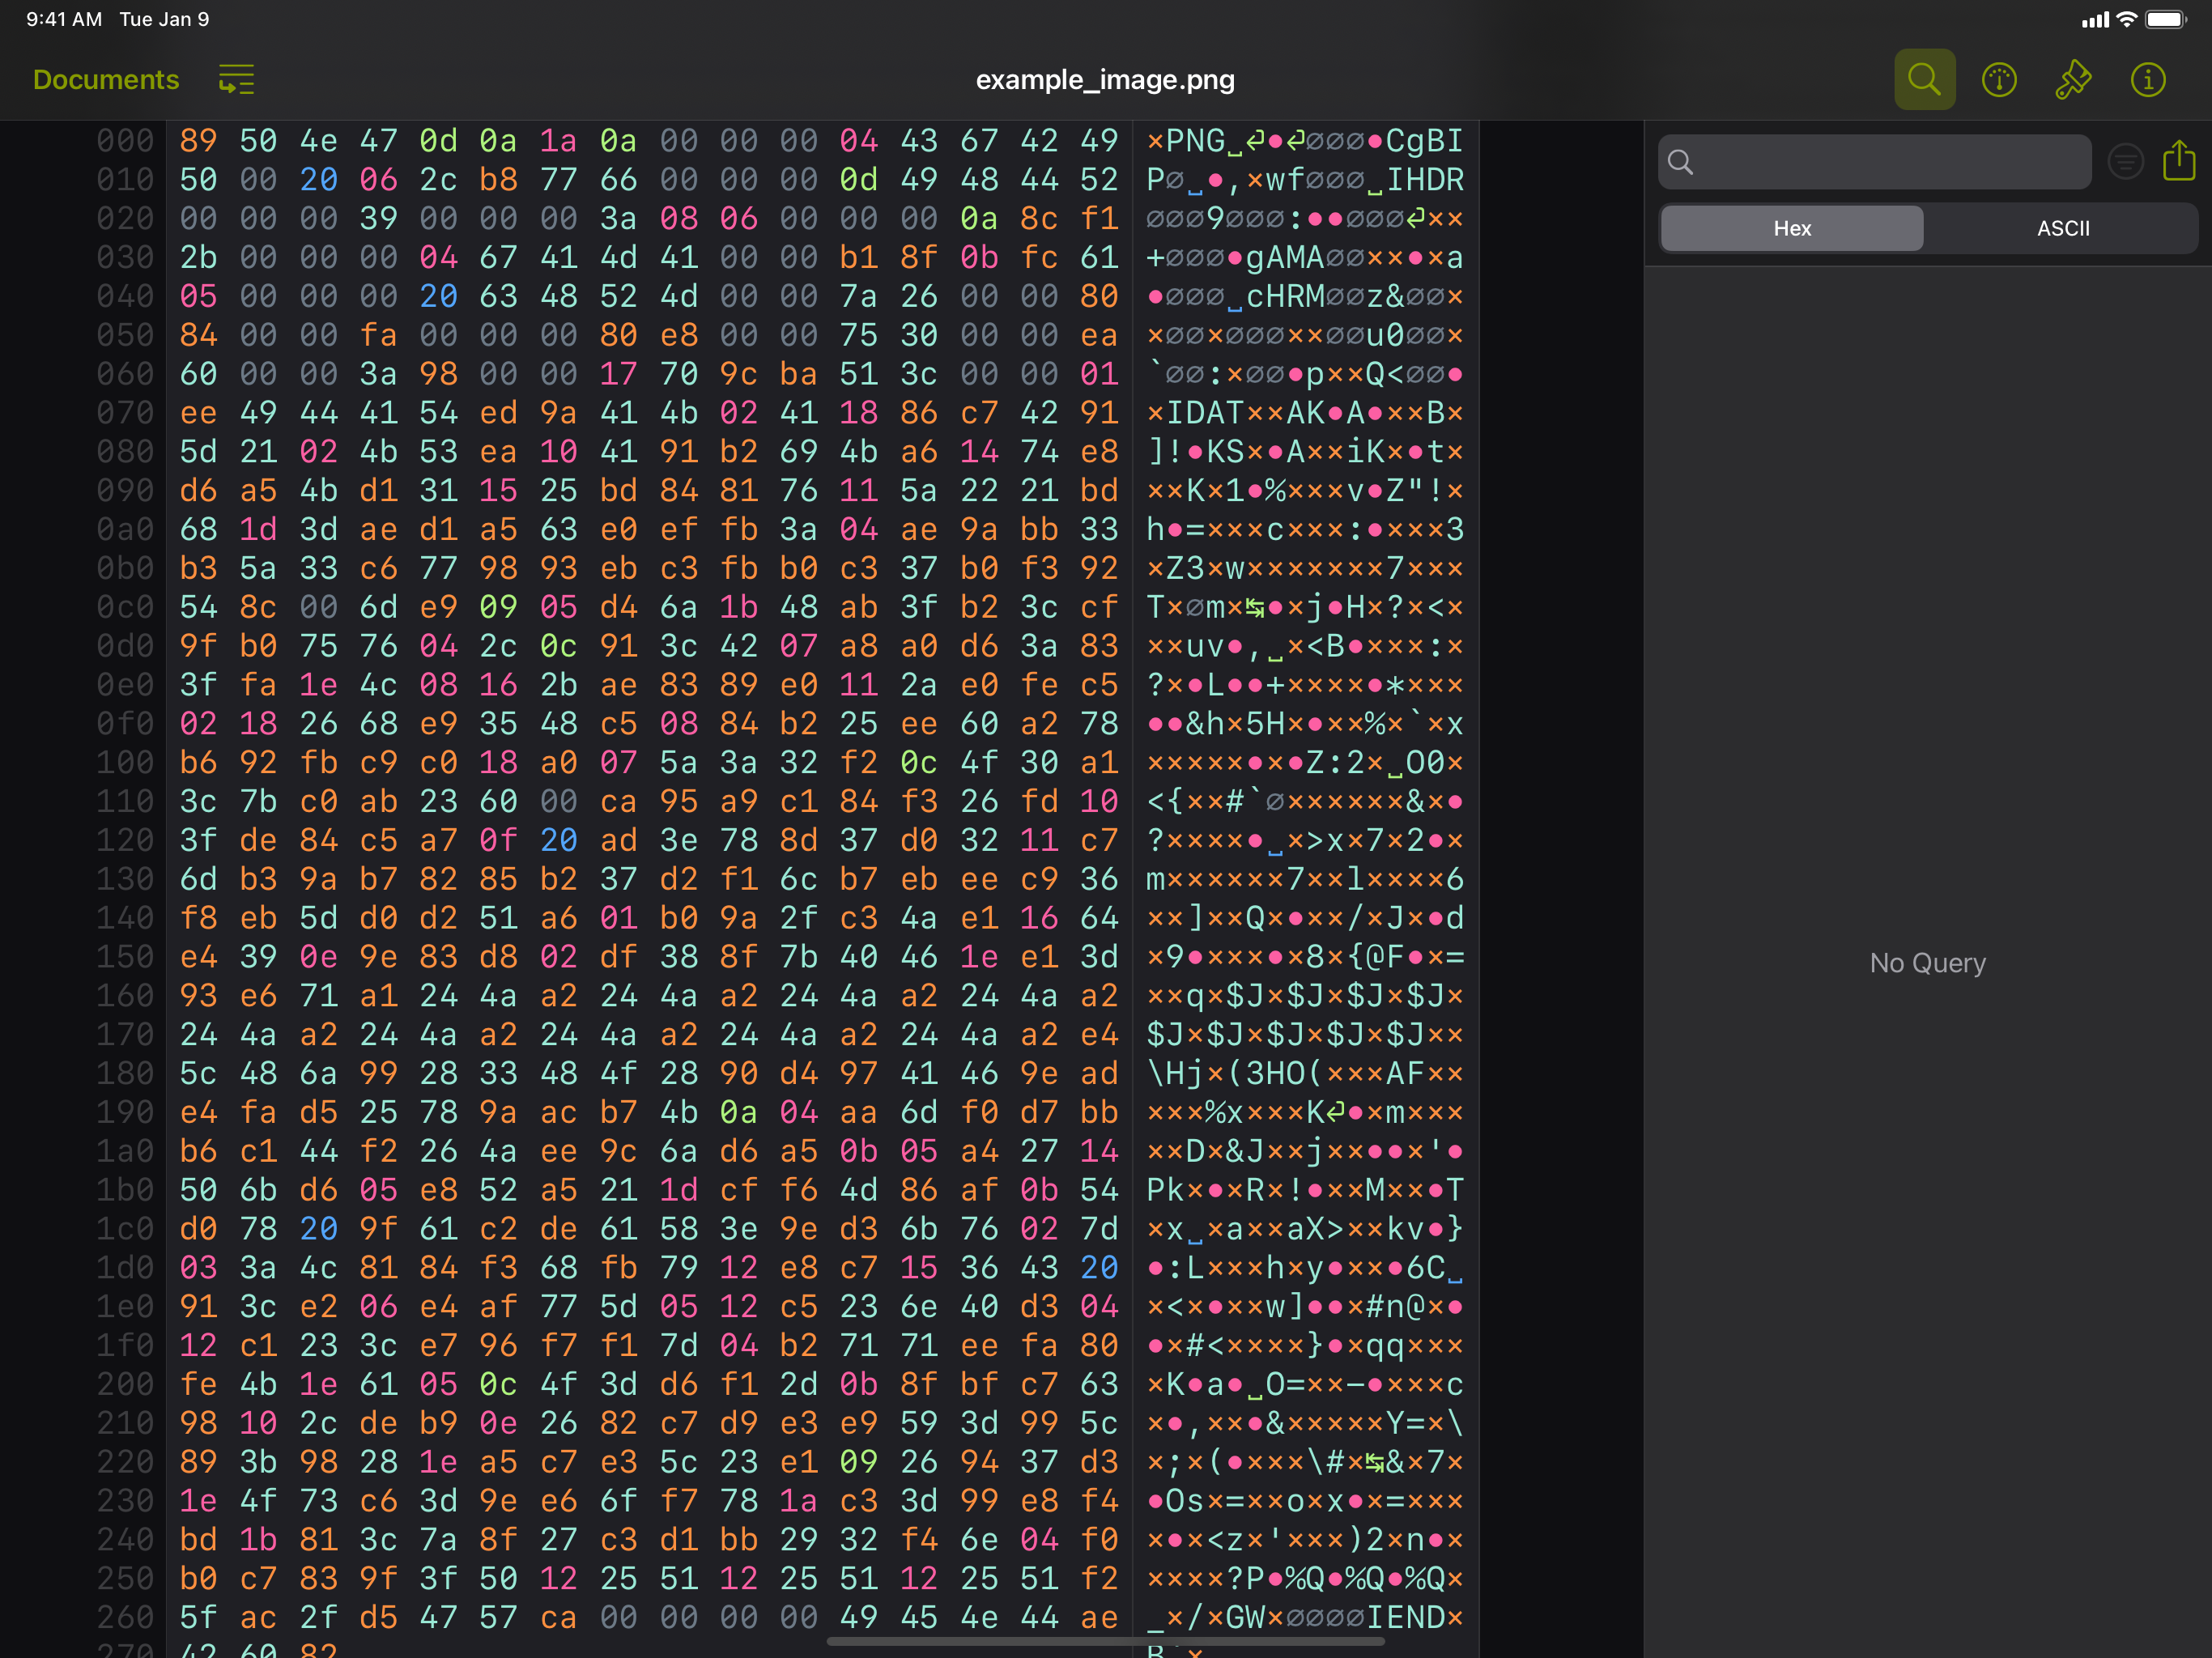 9:41 AM Tue Jan 9
Documents
example_image.png
Hex
ASCII
No Query
000 89 50 4e 47 0d 0a 1a 0a 00 00 00 04 43 67 42 49 ×PNG␣⏎•⏎∅∅∅•CgBI
010 50 00 20 06 2c b8 77 66 00 00 00 0d 49 48 44 52 P∅␣•,×wf∅∅∅␣IHDR
020 00 00 00 39 00 00 00 3a 08 06 00 00 00 0a 8c f1 ∅∅∅9∅∅∅:••∅∅∅⏎××
030 2b 00 00 00 04 67 41 4d 41 00 00 b1 8f 0b fc 61 +∅∅∅•gAMA∅∅××•×a
040 05 00 00 00 20 63 48 52 4d 00 00 7a 26 00 00 80 •∅∅∅␣cHRM∅∅z&∅∅×
050 84 00 00 fa 00 00 00 80 e8 00 00 75 30 00 00 ea ×∅∅×∅∅∅××∅∅u0∅∅×
060 60 00 00 3a 98 00 00 17 70 9c ba 51 3c 00 00 01 `∅∅:×∅∅•p××Q<∅∅•
070 ee 49 44 41 54 ed 9a 41 4b 02 41 18 86 c7 42 91 ×IDAT××AK•A•××B×
080 5d 21 02 4b 53 ea 10 41 91 b2 69 4b a6 14 74 e8 ]!•KS×•A××iK×•t×
090 d6 a5 4b d1 31 15 25 bd 84 81 76 11 5a 22 21 bd ××K×1•%×××v•Z"!×
0a0 68 1d 3d ae d1 a5 63 e0 ef fb 3a 04 ae 9a bb 33 h•=×××c×××:•×××3
0b0 b3 5a 33 c6 77 98 93 eb c3 fb b0 c3 37 b0 f3 92 ×Z3×w×××××××7×××
0c0 54 8c 00 6d e9 09 05 d4 6a 1b 48 ab 3f b2 3c cf T×∅m×↹•×j•H×?×<×
0d0 9f b0 75 76 04 2c 0c 91 3c 42 07 a8 a0 d6 3a 83 ××uv•,␣×<B•×××:×
0e0 3f fa 1e 4c 08 16 2b ae 83 89 e0 11 2a e0 fe c5 ?×•L••+××××•*×××
0f0 02 18 26 68 e9 35 48 c5 08 84 b2 25 ee 60 a2 78 ••&h×5H×•××%×`×x
100 b6 92 fb c9 c0 18 a0 07 5a 3a 32 f2 0c 4f 30 a1 ×××××•×•Z:2×␣O0×
110 3c 7b c0 ab 23 60 00 ca 95 a9 c1 84 f3 26 fd 10 <{××#`∅××××××&×•
120 3f de 84 c5 a7 0f 20 ad 3e 78 8d 37 d0 32 11 c7 ?××××•␣×>x×7×2•×
130 6d b3 9a b7 82 85 b2 37 d2 f1 6c b7 eb ee c9 36 m××××××7××l××××6
140 f8 eb 5d d0 d2 51 a6 01 b0 9a 2f c3 4a e1 16 64 ××]××Q×•××/×J×•d
150 e4 39 0e 9e 83 d8 02 df 38 8f 7b 40 46 1e e1 3d ×9•×××•×8×{@F•×=
160 93 e6 71 a1 24 4a a2 24 4a a2 24 4a a2 24 4a a2 ××q×$J×$J×$J×$J×
170 24 4a a2 24 4a a2 24 4a a2 24 4a a2 24 4a a2 e4 $J×$J×$J×$J×$J××
180 5c 48 6a 99 28 33 48 4f 28 90 d4 97 41 46 9e ad \Hj×(3HO(×××AF××
190 e4 fa d5 25 78 9a ac b7 4b 0a 04 aa 6d f0 d7 bb ×××%x×××K⏎•×m×××
1a0 b6 c1 44 f2 26 4a ee 9c 6a d6 a5 0b 05 a4 27 14 ××D×&J××j××••×'•
1b0 50 6b d6 05 e8 52 a5 21 1d cf f6 4d 86 af 0b 54 Pk×•×R×!•××M××•T
1c0 d0 78 20 9f 61 c2 de 61 58 3e 9e d3 6b 76 02 7d ×x␣×a××aX>××kv•}
1d0 03 3a 4c 81 84 f3 68 fb 79 12 e8 c7 15 36 43 20 •:L×××h×y•××•6C␣
1e0 91 3c e2 06 e4 af 77 5d 05 12 c5 23 6e 40 d3 04 ×<×•××w]••×#n@×•
1f0 12 c1 23 3c e7 96 f7 f1 7d 04 b2 71 71 ee fa 80 •×#<××××}•×qq×××
200 fe 4b 1e 61 05 0c 4f 3d d6 f1 2d 0b 8f bf c7 63 ×K•a•␣O=××−•×××c
210 98 10 2c de b9 0e 26 82 c7 d9 e3 e9 59 3d 99 5c ×•,××•&×××××Y=×\
220 89 3b 98 28 1e a5 c7 e3 5c 23 e1 09 26 94 37 d3 ×;×(•×××\#×↹&×7×
230 1e 4f 73 c6 3d 9e e6 6f f7 78 1a c3 3d 99 e8 f4 •Os×=××o×x•×=×××
240 bd 1b 81 3c 7a 8f 27 c3 d1 bb 29 32 f4 6e 04 f0 ×•×<z×'×××)2×n•×
250 b0 c7 83 9f 3f 50 12 25 51 12 25 51 12 25 51 f2 ××××?P•%Q•%Q•%Q×
260 5f ac 2f d5 47 57 ca 00 00 00 00 49 45 4e 44 ae _×/×GW×∅∅∅∅IEND×
270 42 60 82 B`×